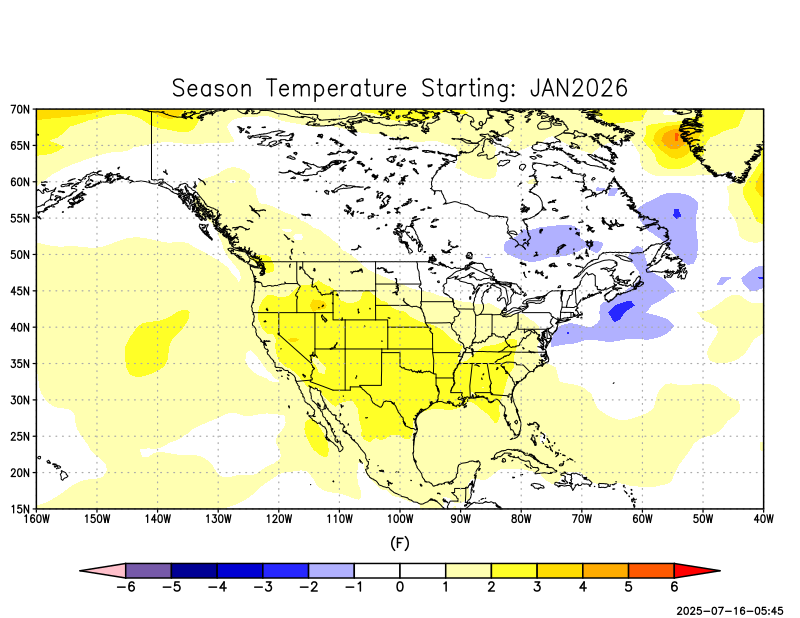 Season Temperature Starting: JAN2026
70N
65N
60N
55N
50N
45N
40N
35N
30N
25N
20N
15N
160W 150W 140W 130W 120W 110W 100W 90W 80W 70W 60W 50W 40W
(F)
−6 −5 −4 −3 −2 −1 0 1 2 3 4 5 6
2025-07-16-05:45